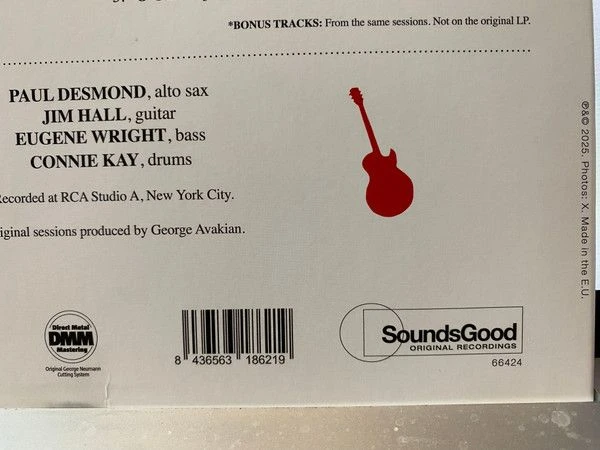 *BONUS TRACKS: From the same sessions. Not on the original LP.
PAUL DESMOND, alto sax
JIM HALL, guitar
EUGENE WRIGHT, bass
CONNIE KAY, drums
Recorded at RCA Studio A, New York City.
iginal sessions produced by George Avakian.
℗&© 2025. Photos: X. Made in the E.U.
Direct Metal
DMM
Mastering
Original George Neumann
Cutting System
8 436563 186219
SoundsGood
ORIGINAL RECORDINGS
66424